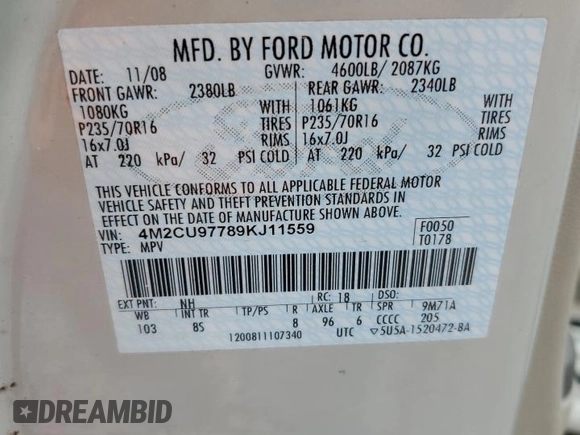 MFD. BY FORD MOTOR CO.
DATE: 11/08 GVWR: 4600LB/ 2087KG
FRONT GAWR: 2380LB REAR GAWR: 2340LB
1080KG WITH 1061KG WITH
P235/70R16 TIRES P235/70R16 TIRES
16x7.0J RIMS 16x7.0J RIMS
AT 220 kPa/ 32 PSI COLD AT 220 kPa/ 32 PSI COLD
THIS VEHICLE CONFORMS TO ALL APPLICABLE FEDERAL MOTOR
VEHICLE SAFETY AND THEFT PREVENTION STANDARDS IN
EFFECT ON THE DATE OF MANUFACTURE SHOWN ABOVE.
VIN: 4M2CU97789KJ11559 F0050
TYPE: MPV T0178
EXT PNT: NH RC: 18 DSO:
WB INT TR TP/PS R AXLE TR SPR 9M71A
103 8S 8 96 6 CCCC 205
1200811107340 UTC ▽5U5A-1520472-BA
DREAMBID